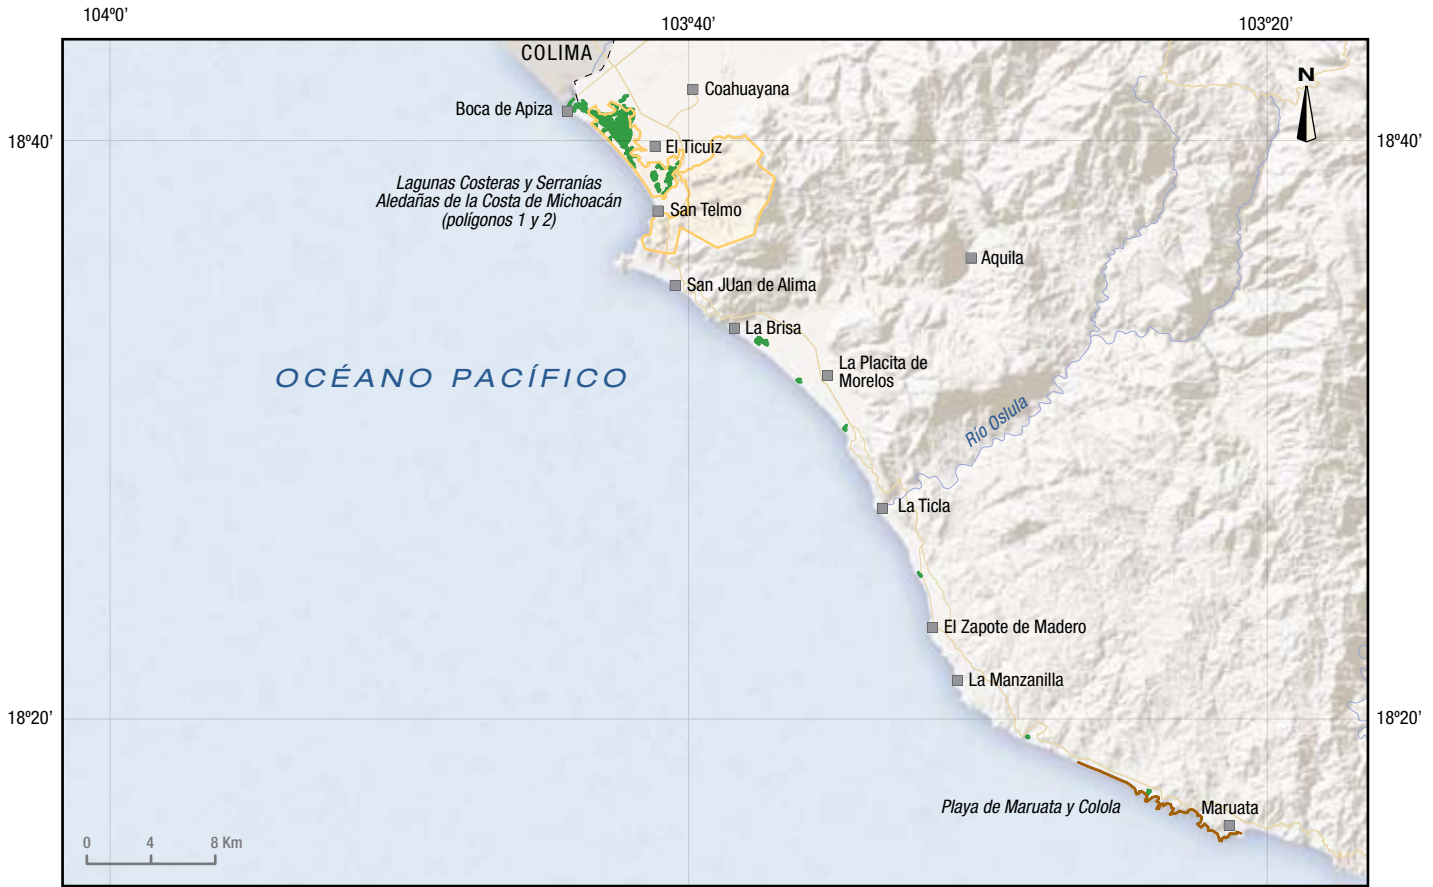 104º0’
103º40’
103º20’
COLIMA
N
Coahuayana
Boca de Apiza
18º40’
18º40’
El Ticuiz
Lagunas Costeras y Serranías
Aledañas de la Costa de Michoacán
(polígonos 1 y 2)
San Telmo
Aquila
San JUan de Alima
La Brisa
La Placita de
Morelos
OCÉANO PACÍFICO
Río Oslula
La Ticla
El Zapote de Madero
La Manzanilla
18º20’
18º20’
Playa de Maruata y Colola
Maruata
0 4 8 Km